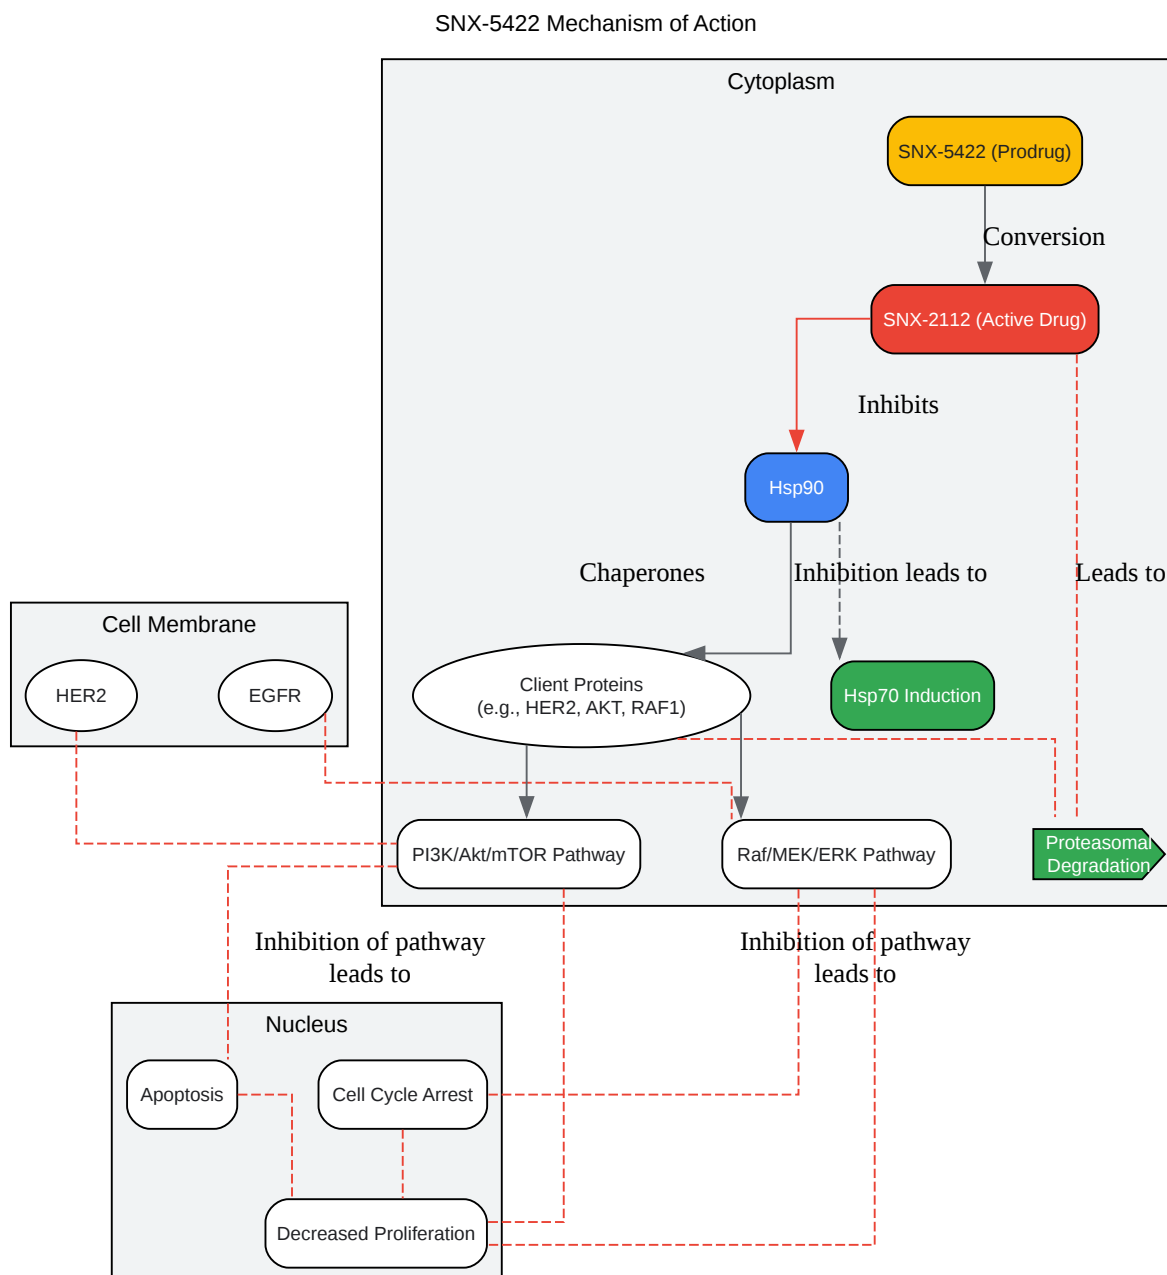 SNX-5422 Mechanism of Action
Cytoplasm
SNX-5422 (Prodrug)
Conversion
SNX-2112 (Active Drug)
Inhibits
Hsp90
Chaperones
Inhibition leads to
Leads to
Cell Membrane
HER2
EGFR
Client Proteins
(e.g., HER2, AKT, RAF1)
Hsp70 Induction
PI3K/Akt/mTOR Pathway
Raf/MEK/ERK Pathway
Proteasomal
Degradation
Inhibition of pathway
leads to
Inhibition of pathway
leads to
Nucleus
Apoptosis
Cell Cycle Arrest
Decreased Proliferation